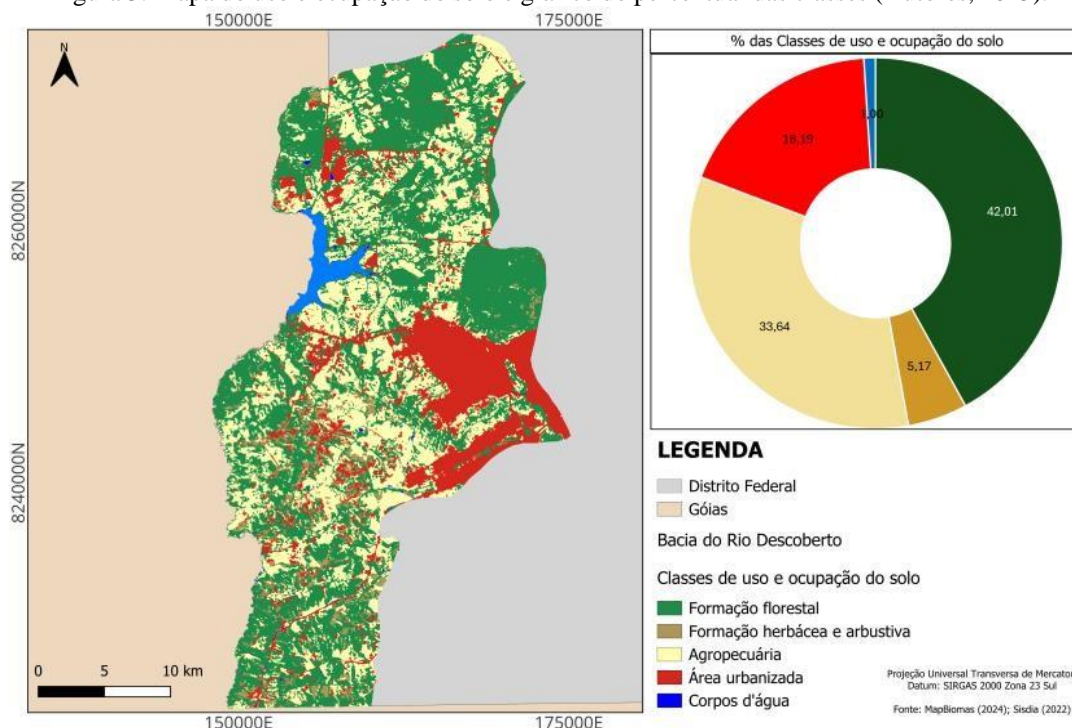 150000E 175000E
N
8260000N
8240000N
0 5 10 km
150000E 175000E
% das Classes de uso e ocupação do solo
1,00
18,19
42,01
33,64
5,17
LEGENDA
Distrito Federal
Góias
Bacia do Rio Descoberto
Classes de uso e ocupação do solo
Formação florestal
Formação herbácea e arbustiva
Agropecuária
Área urbanizada
Corpos d'água
Projeção Universal Transversa de Mercator
Datum: SIRGAS 2000 Zona 23 Sul
Fonte: MapBiomas (2024); Sisdia (2022)